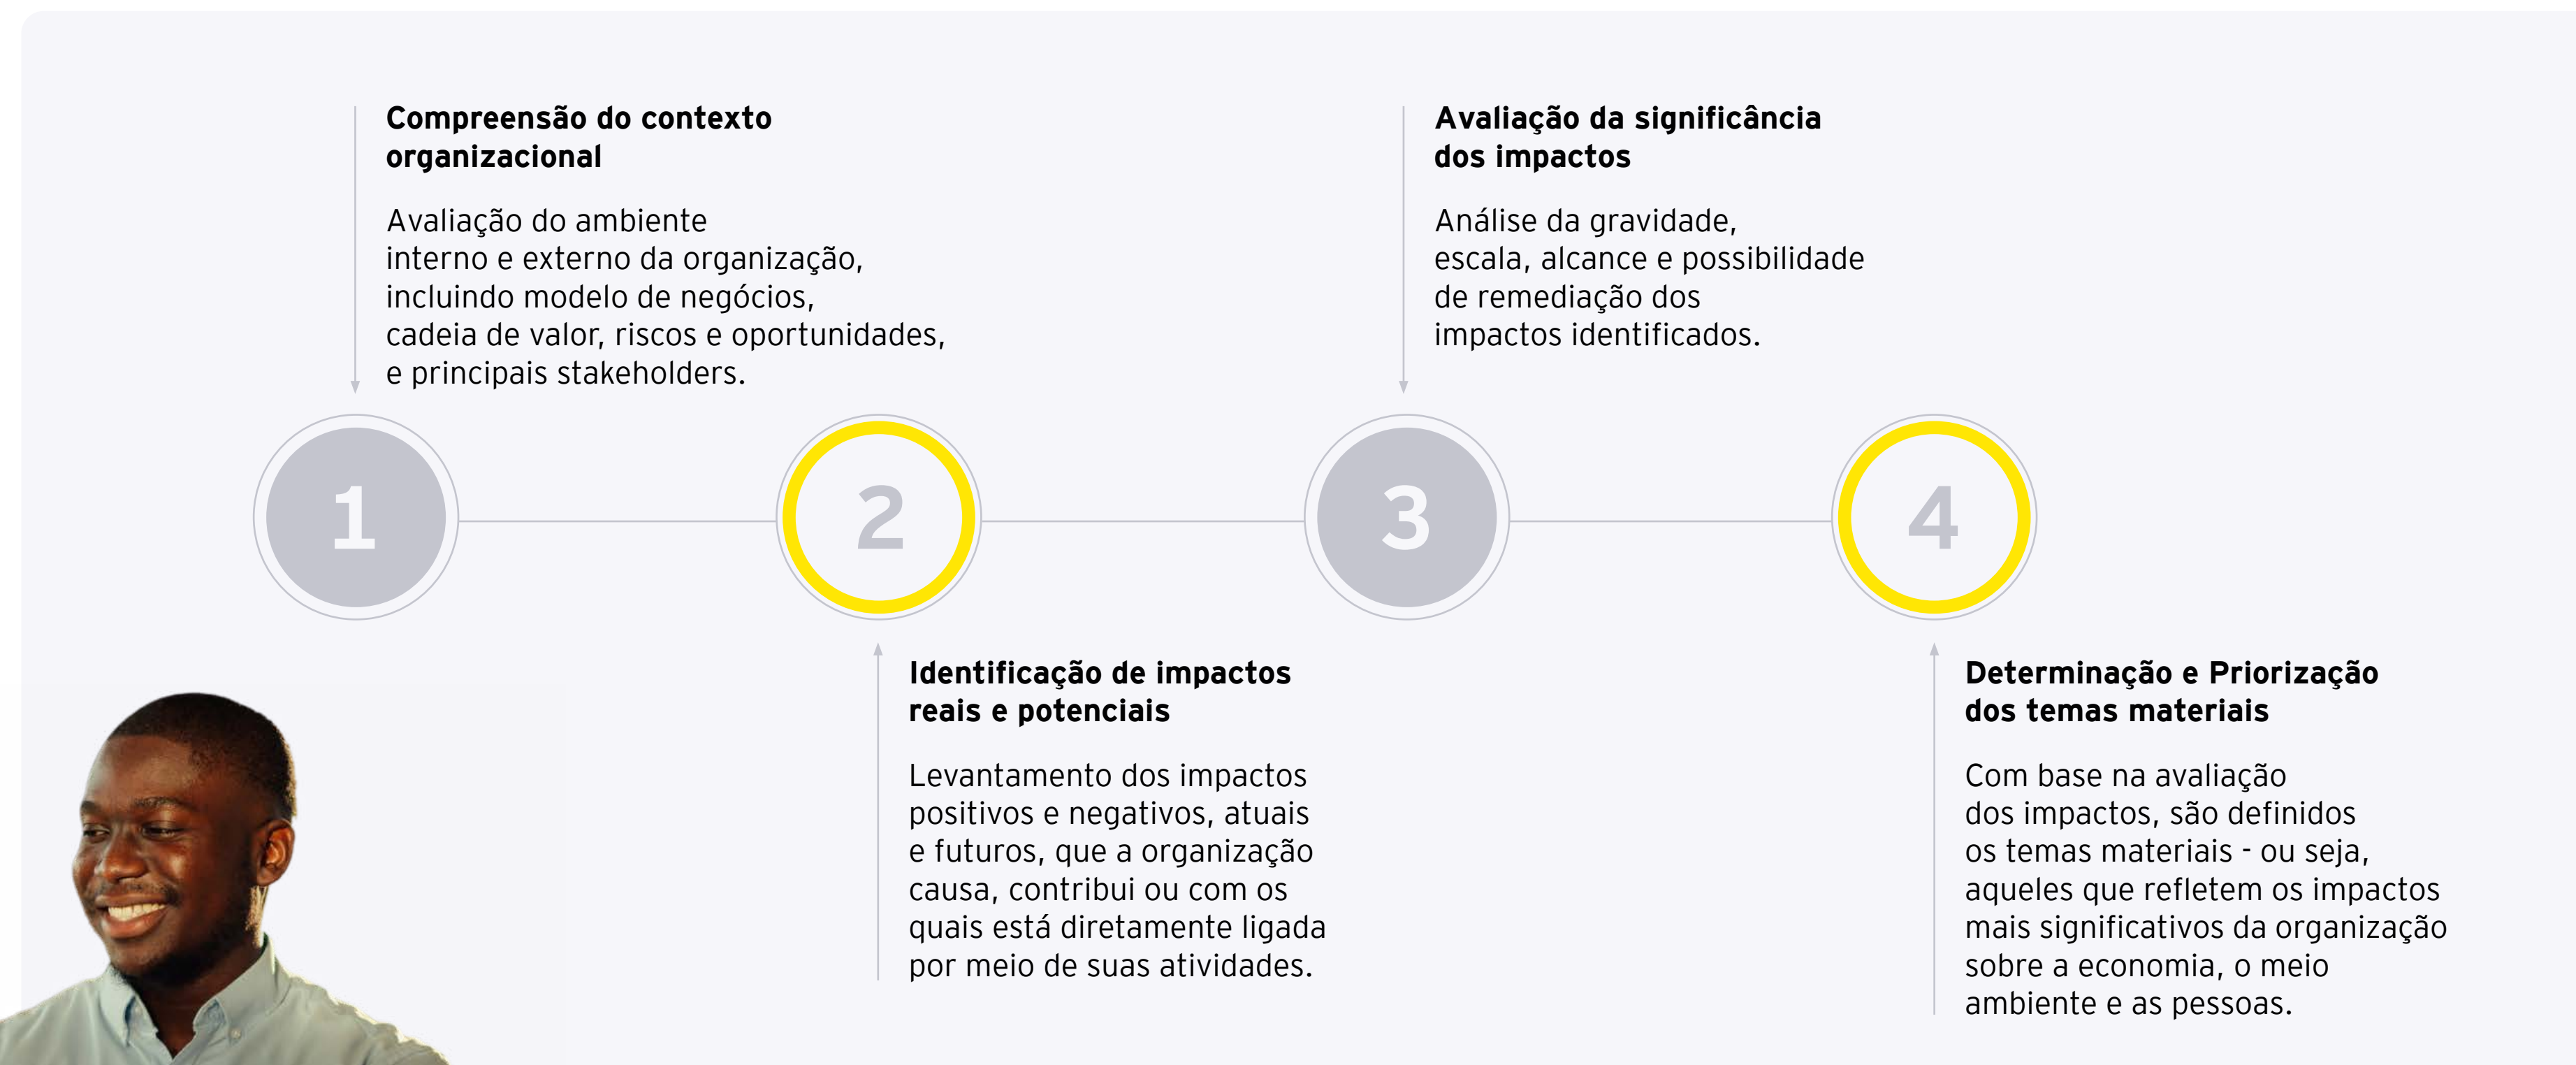 Compreensão do contexto
organizacional
Avaliação do ambiente
interno e externo da organização,
incluindo modelo de negócios,
cadeia de valor, riscos e oportunidades,
e principais stakeholders.
1
2
Identificação de impactos
reais e potenciais
Levantamento dos impactos
positivos e negativos, atuais
e futuros, que a organização
causa, contribui ou com os
quais está diretamente ligada
por meio de suas atividades.
Avaliação da significância
dos impactos
Análise da gravidade,
escala, alcance e possibilidade
de remediação dos
impactos identificados.
3
4
Determinação e Priorização
dos temas materiais
Com base na avaliação
dos impactos, são definidos
os temas materiais - ou seja,
aqueles que refletem os impactos
mais significativos da organização
sobre a economia, o meio
ambiente e as pessoas.